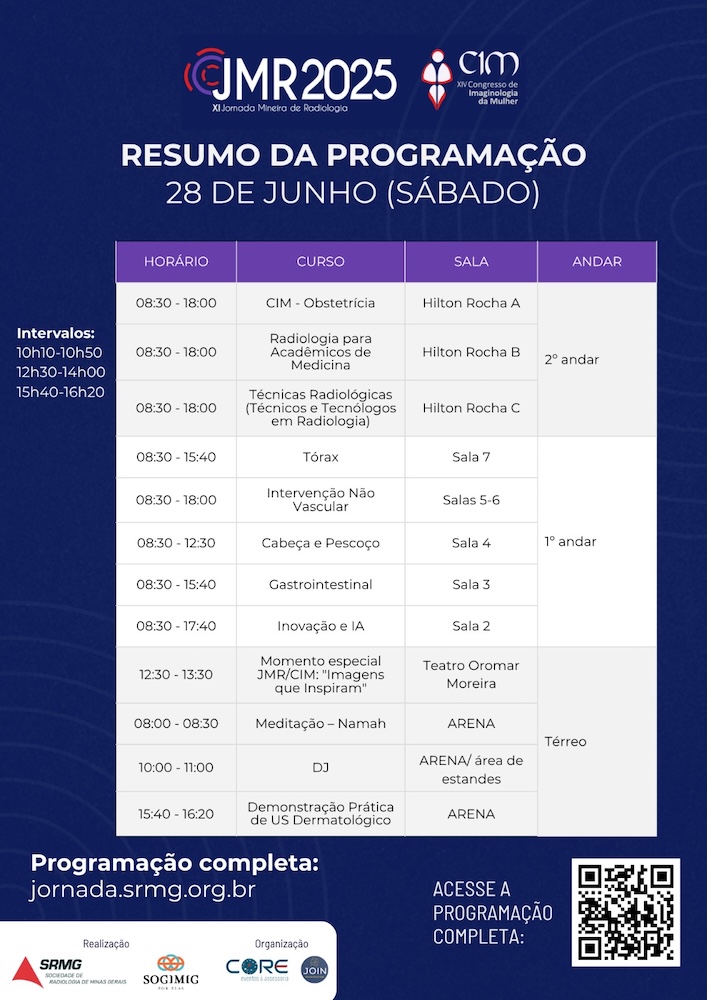 JMR2025
XI Jornada Mineira de Radiologia
CIM
XIV Congresso de
Imaginologia
da Mulher
RESUMO DA PROGRAMAÇÃO
28 DE JUNHO (SÁBADO)
Intervalos:
10h10-10h50
12h30-14h00
15h40-16h20
HORÁRIO CURSO SALA ANDAR
08:30 - 18:00 CIM - Obstetrícia Hilton Rocha A
08:30 - 18:00 Radiologia para
Acadêmicos de
Medicina Hilton Rocha B
2º andar
08:30 - 18:00 Técnicas Radiológicas
(Técnicos e Tecnólogos
em Radiologia) Hilton Rocha C
08:30 - 15:40 Tórax Sala 7
08:30 - 18:00 Intervenção Não
Vascular Salas 5-6
08:30 - 12:30 Cabeça e Pescoço Sala 4
1º andar
08:30 - 15:40 Gastrointestinal Sala 3
08:30 - 17:40 Inovação e IA Sala 2
12:30 - 13:30 Momento especial
JMR/CIM: "Imagens
que Inspiram" Teatro Oromar
Moreira
08:00 - 08:30 Meditação – Namah ARENA
Térreo
10:00 - 11:00 DJ ARENA/ área de
estandes
15:40 - 16:20 Demonstração Prática
de US Dermatológico ARENA
Programação completa:
jornada.srmg.org.br
ACESSE A
PROGRAMAÇÃO
COMPLETA:
Realização
SRMG
SOCIEDADE DE
RADIOLOGIA DE MINAS GERAIS
SOGIMIG
POR ELAS
Organização
CORE
eventos e assessoria
JOIN